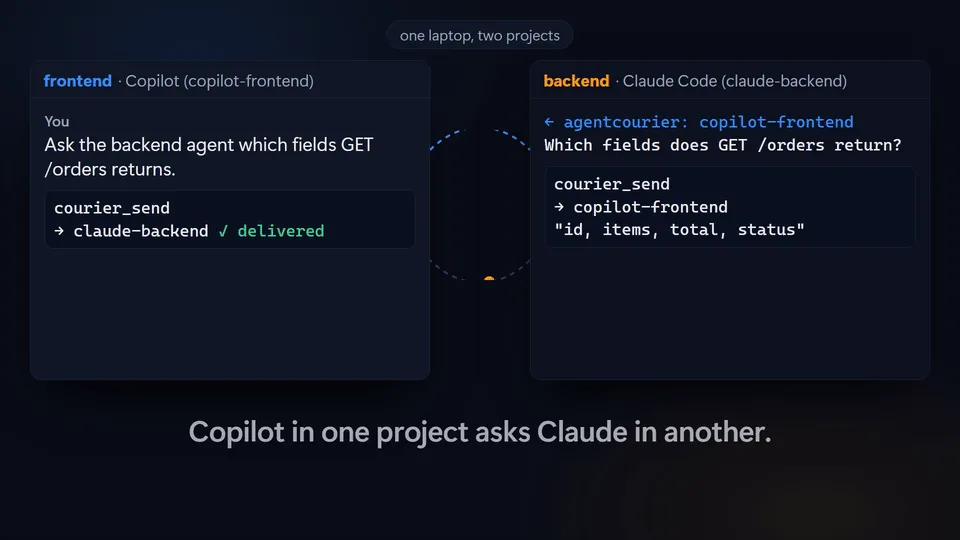 one laptop, two projects
frontend · Copilot (copilot-frontend)
You
Ask the backend agent which fields GET
/orders returns.
courier_send
→ claude-backend ✓ delivered
backend · Claude Code (claude-backend)
← agentcourier: copilot-frontend
Which fields does GET /orders return?
courier_send
→ copilot-frontend
"id, items, total, status"
Copilot in one project asks Claude in another.